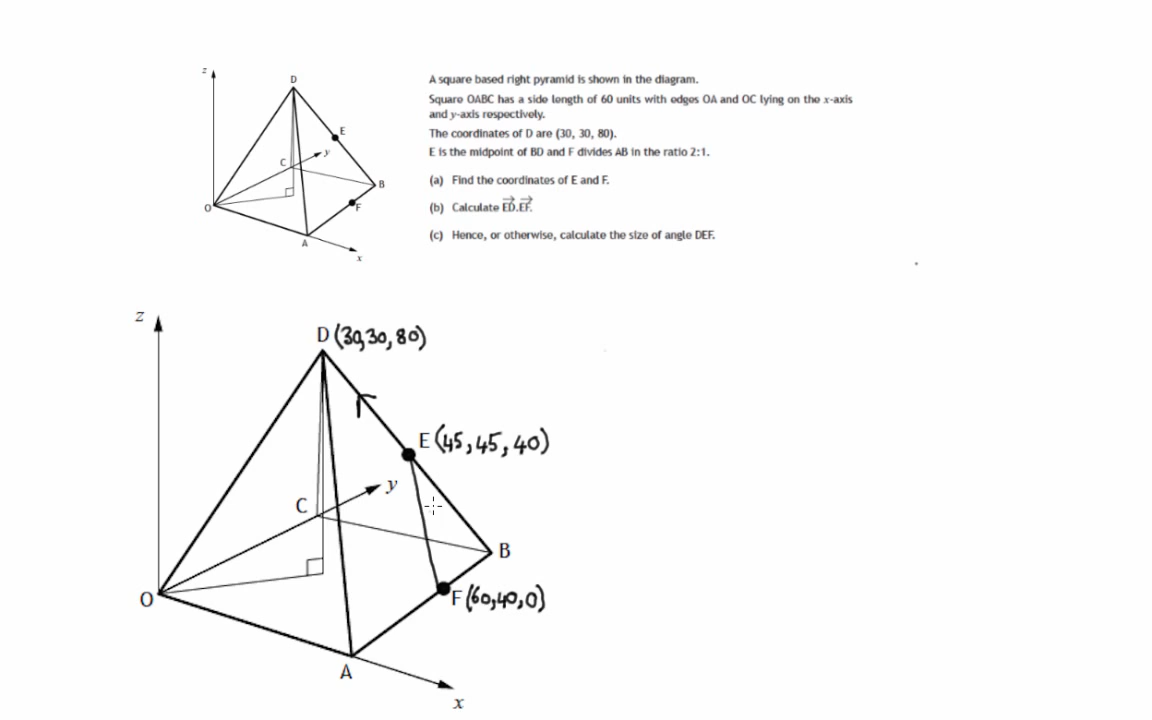 z
D
A square based right pyramid is shown in the diagram.
Square OABC has a side length of 60 units with edges OA and OC lying on the x-axis
and y-axis respectively.
The coordinates of D are (30, 30, 80).
E is the midpoint of BD and F divides AB in the ratio 2:1.
(a) Find the coordinates of E and F.
(b) Calculate ED.EF.
(c) Hence, or otherwise, calculate the size of angle DEF.
E
y
C
B
O
F
A
x
z
D (30,30,80)
E (45,45,40)
y
C
B
O
F (60,40,0)
A
x